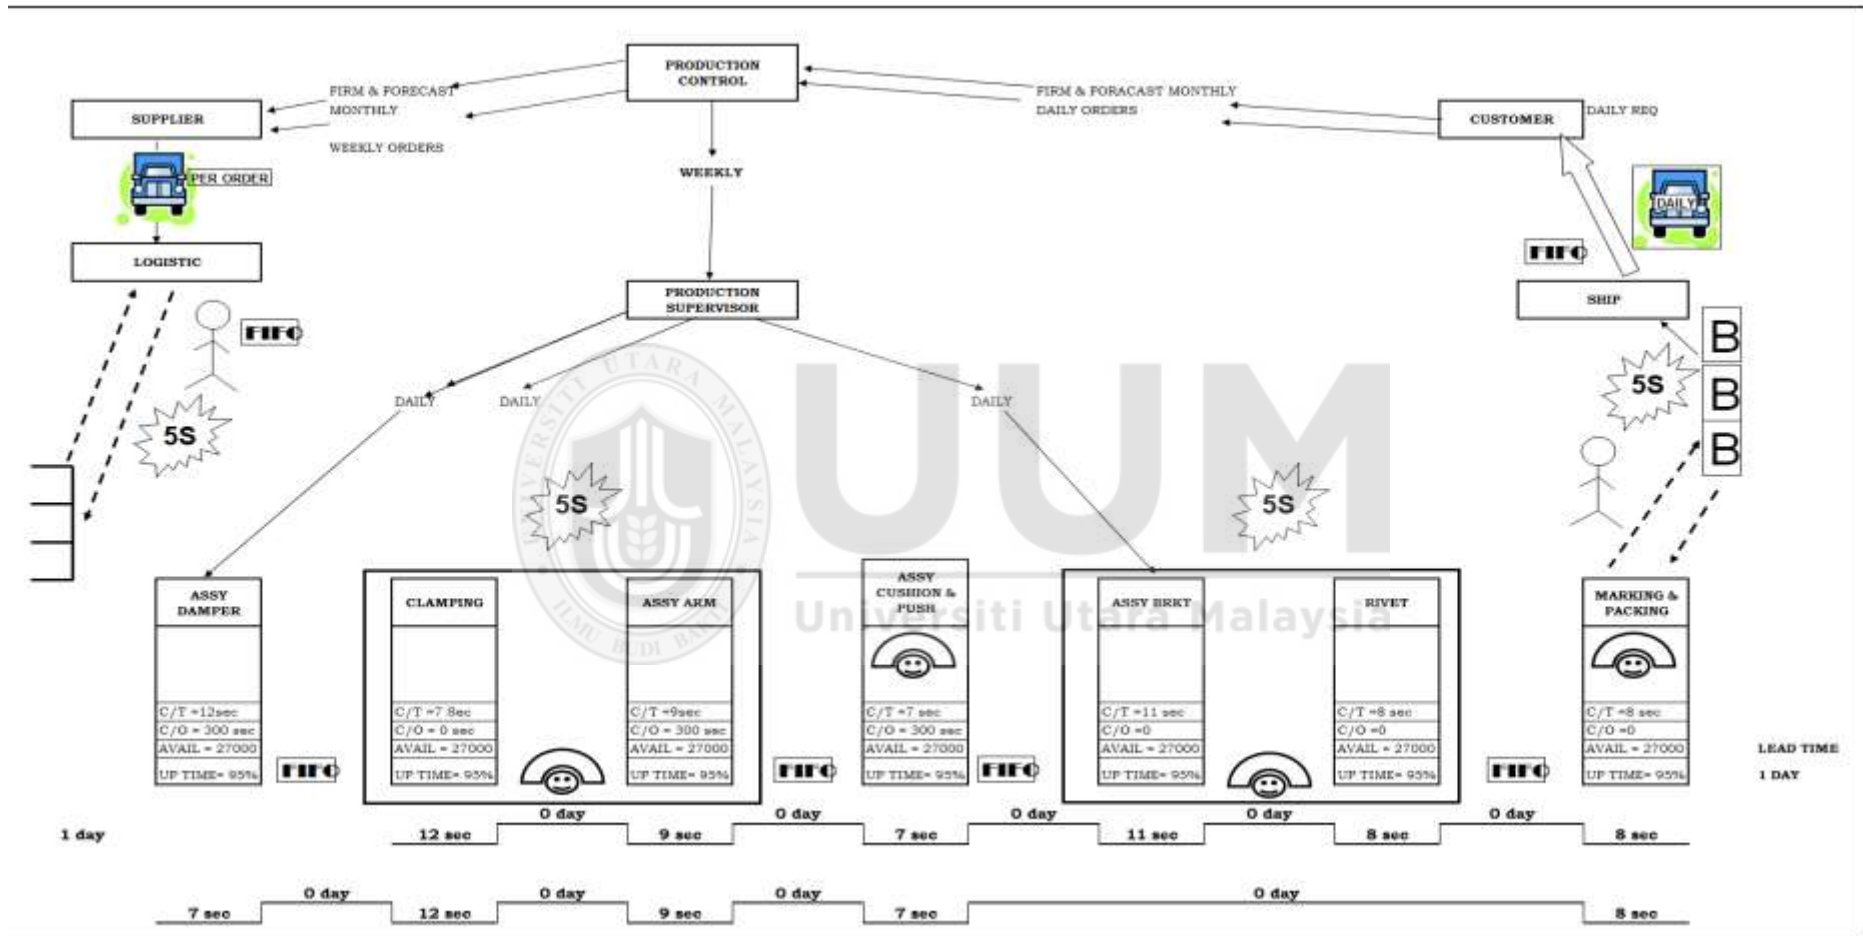 PRODUCTION
CONTROL
FIRM & FORECAST
MONTHLY
WEEKLY ORDERS
FIRM & FORACAST MONTHLY
DAILY ORDERS
SUPPLIER
CUSTOMER
DAILY REQ
PER ORDER
WEEKLY
DAILY
LOGISTIC
FIFO
PRODUCTION
SUPERVISOR
SHIP
FIFO
B
B
B
5S
5S
DAILY
DAILY
DAILY
5S
5S
UNIVERSITI UTARA MALAYSIA
ILMU BUDI BAKTI
UUM
Universiti Utara Malaysia
ASSY
DAMPER
C/T =12sec
C/O = 300 sec
AVAIL = 27000
UP TIME= 95%
FIFO
CLAMPING
C/T =7 8ec
C/O = 0 sec
AVAIL = 27000
UP TIME= 95%
ASSY ARM
C/T =9sec
C/O = 300 sec
AVAIL = 27000
UP TIME= 95%
FIFO
ASSY
CUSHION &
PUSH
C/T =7 sec
C/O = 300 sec
AVAIL = 27000
UP TIME= 95%
FIFO
ASSY BRKT
C/T =11 sec
C/O =0
AVAIL = 27000
UP TIME= 95%
RIVET
C/T =8 sec
C/O =0
AVAIL = 27000
UP TIME= 95%
FIFO
MARKING &
PACKING
C/T =8 sec
C/O =0
AVAIL = 27000
UP TIME= 95%
LEAD TIME
1 DAY
1 day
12 sec
0 day
9 sec
0 day
7 sec
0 day
11 sec
0 day
8 sec
0 day
8 sec
7 sec
0 day
12 sec
0 day
9 sec
0 day
7 sec
0 day
8 sec